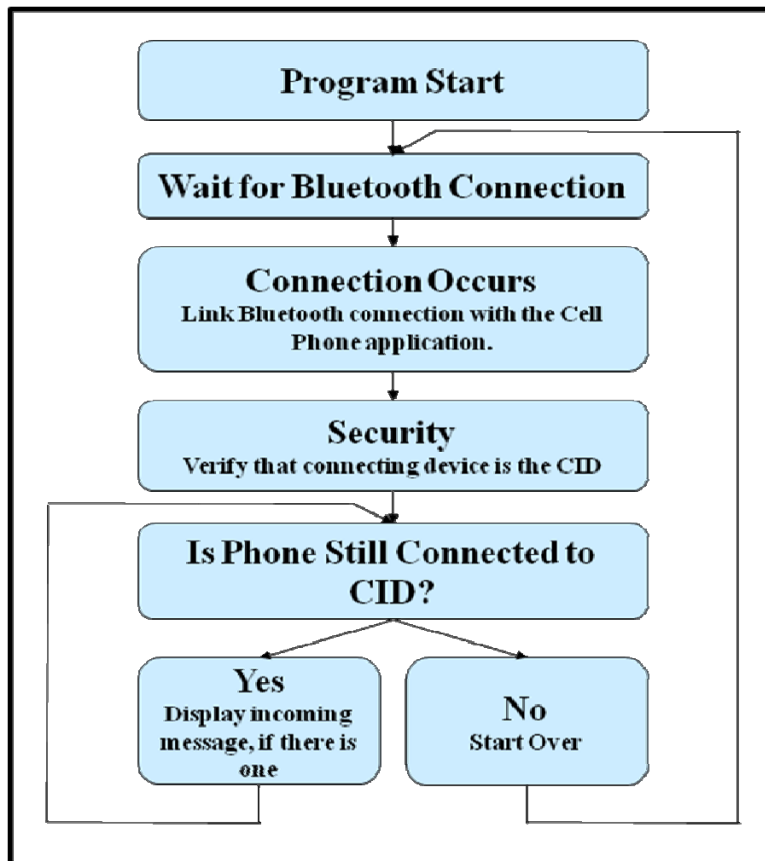 Program Start
Wait for Bluetooth Connection
Connection Occurs
Link Bluetooth connection with the Cell
Phone application.
Security
Verify that connecting device is the CID
Is Phone Still Connected to
CID?
Yes
Display incoming
message, if there is
one
No
Start Over